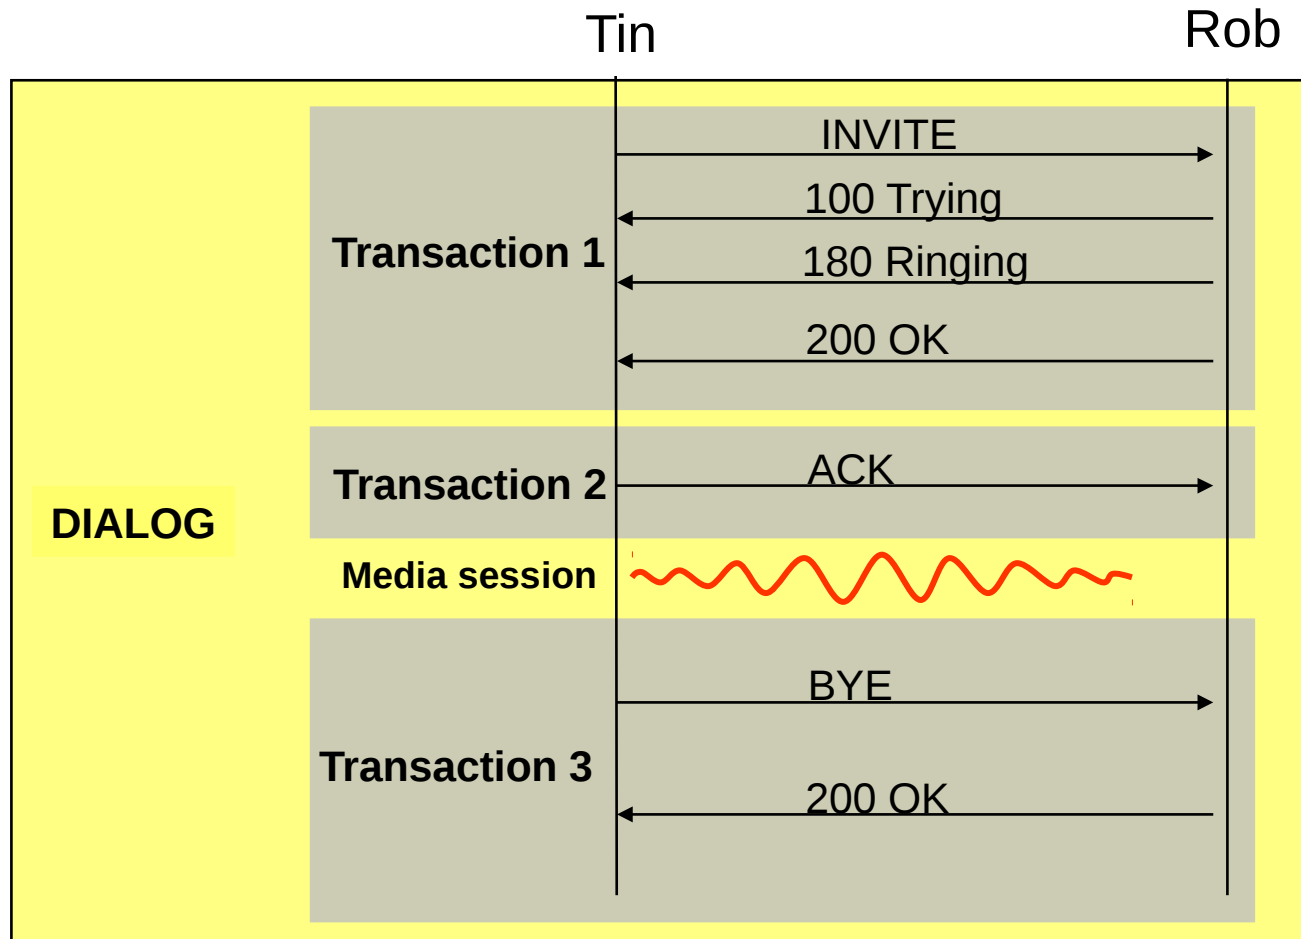 Tin
Rob
INVITE
100 Trying
Transaction 1
180 Ringing
200 OK
Transaction 2
ACK
DIALOG
Media session
BYE
Transaction 3
200 OK